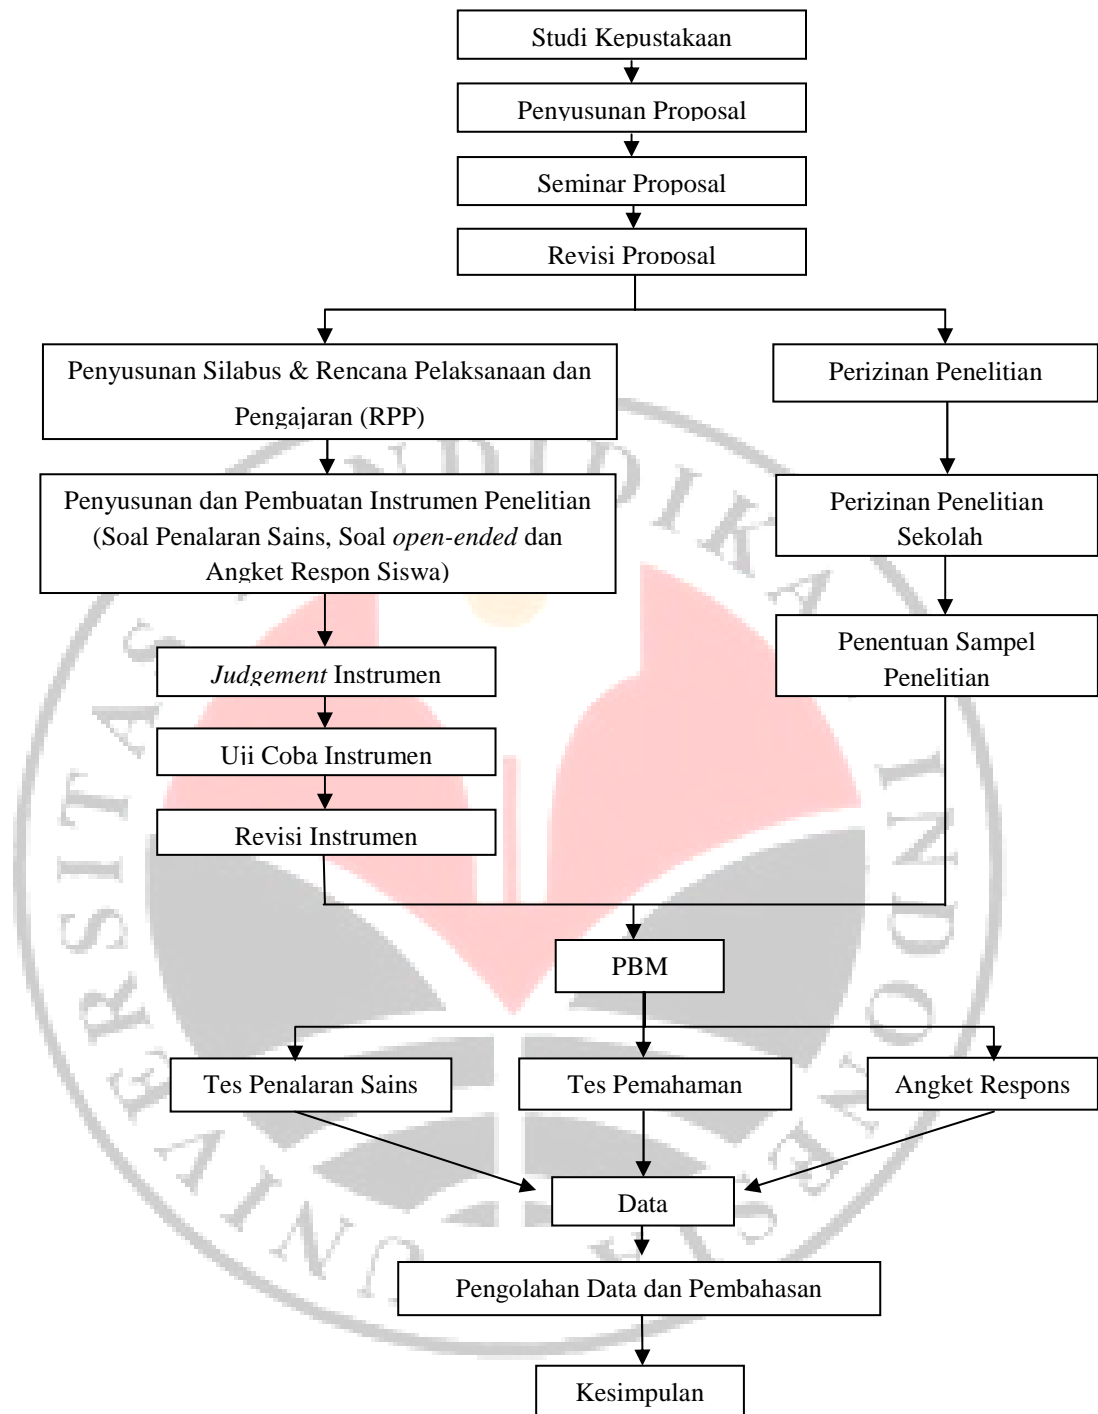 Studi Kepustakaan
Penyusunan Proposal
Seminar Proposal
Revisi Proposal
Penyusunan Silabus & Rencana Pelaksanaan dan
Pengajaran (RPP)
Perizinan Penelitian
Penyusunan dan Pembuatan Instrumen Penelitian
(Soal Penalaran Sains, Soal open-ended dan
Angket Respon Siswa)
Perizinan Penelitian
Sekolah
Judgement Instrumen
Penentuan Sampel
Penelitian
Uji Coba Instrumen
Revisi Instrumen
PBM
Tes Penalaran Sains
Tes Pemahaman
Angket Respons
Data
Pengolahan Data dan Pembahasan
Kesimpulan
UNIVERSITAS PENDIDIKAN INDONESIA